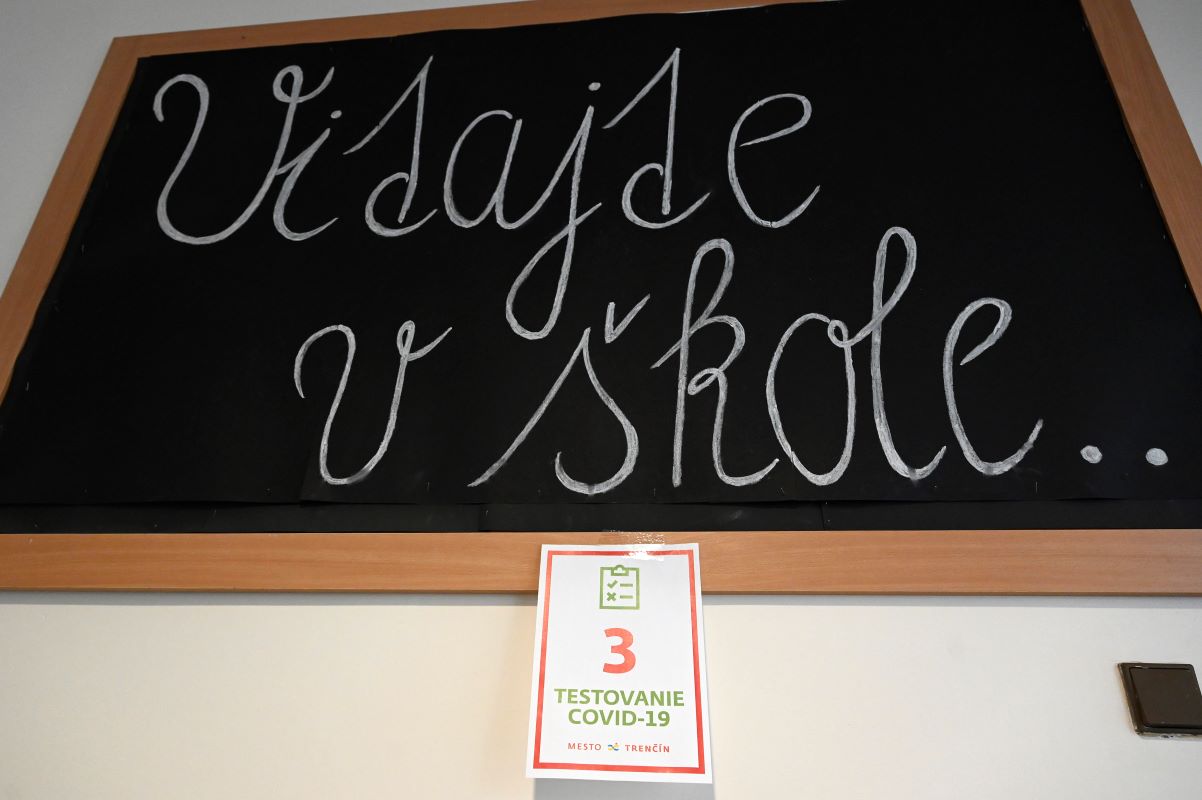 Vitajte
v škole..
3
TESTOVANIE
COVID-19
MESTO TRENČÍN